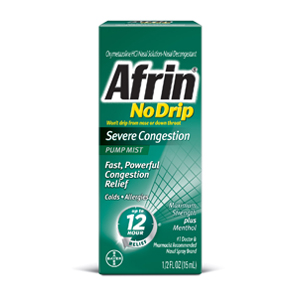 Oxymetazoline HCl Nasal Solution-Nasal Decongestant
Afrin®
NoDrip
Won't drip from nose or down throat
Severe Congestion
PUMP MIST
Fast, Powerful
Congestion
Relief
Colds • Allergies
up to
12
HOUR
RELIEF
Maximum
Strength
plus
Menthol
#1 Doctor &
Pharmacist Recommended
Nasal Spray Brand†
BAYER
1/2 FL OZ (15 mL)